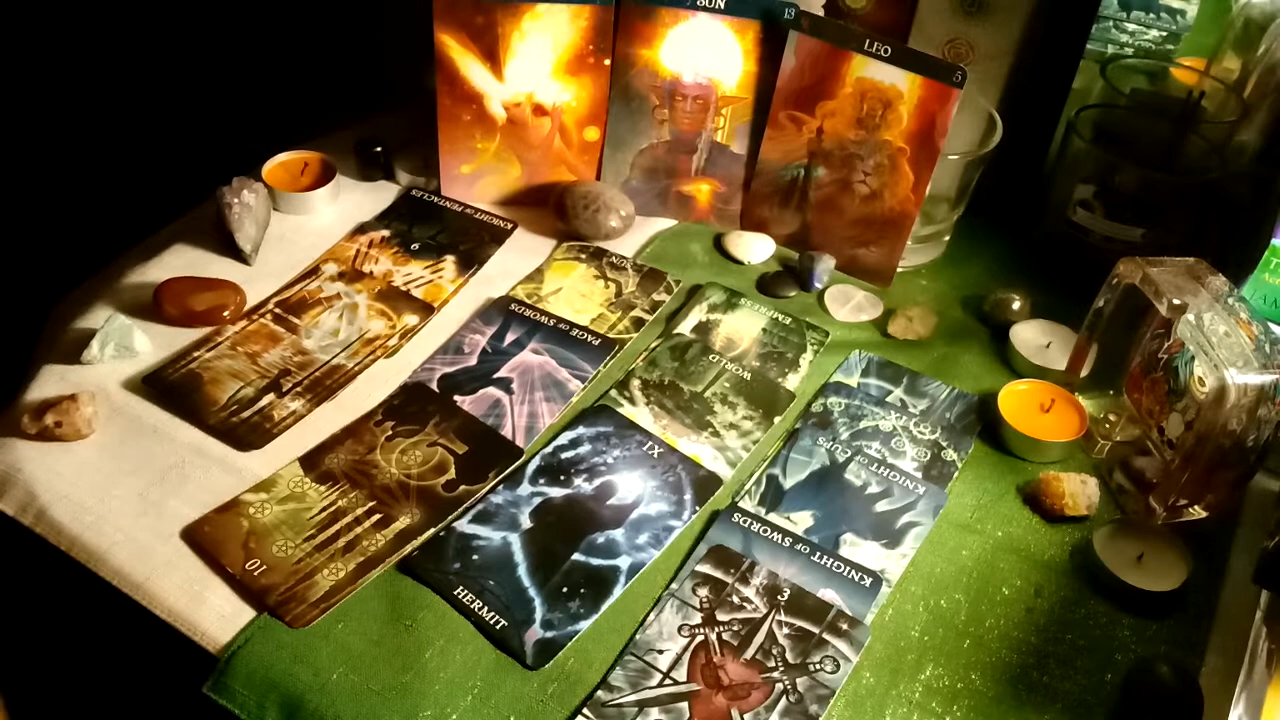 SUN
13
LEO
5
KNIGHT OF PENTACLES
9
SUN
PAGE OF SWORDS
EMPRESS
WORLD
XIX
KNIGHT OF CUPS
KNIGHT OF SWORDS
3
XI
HERMIT
10